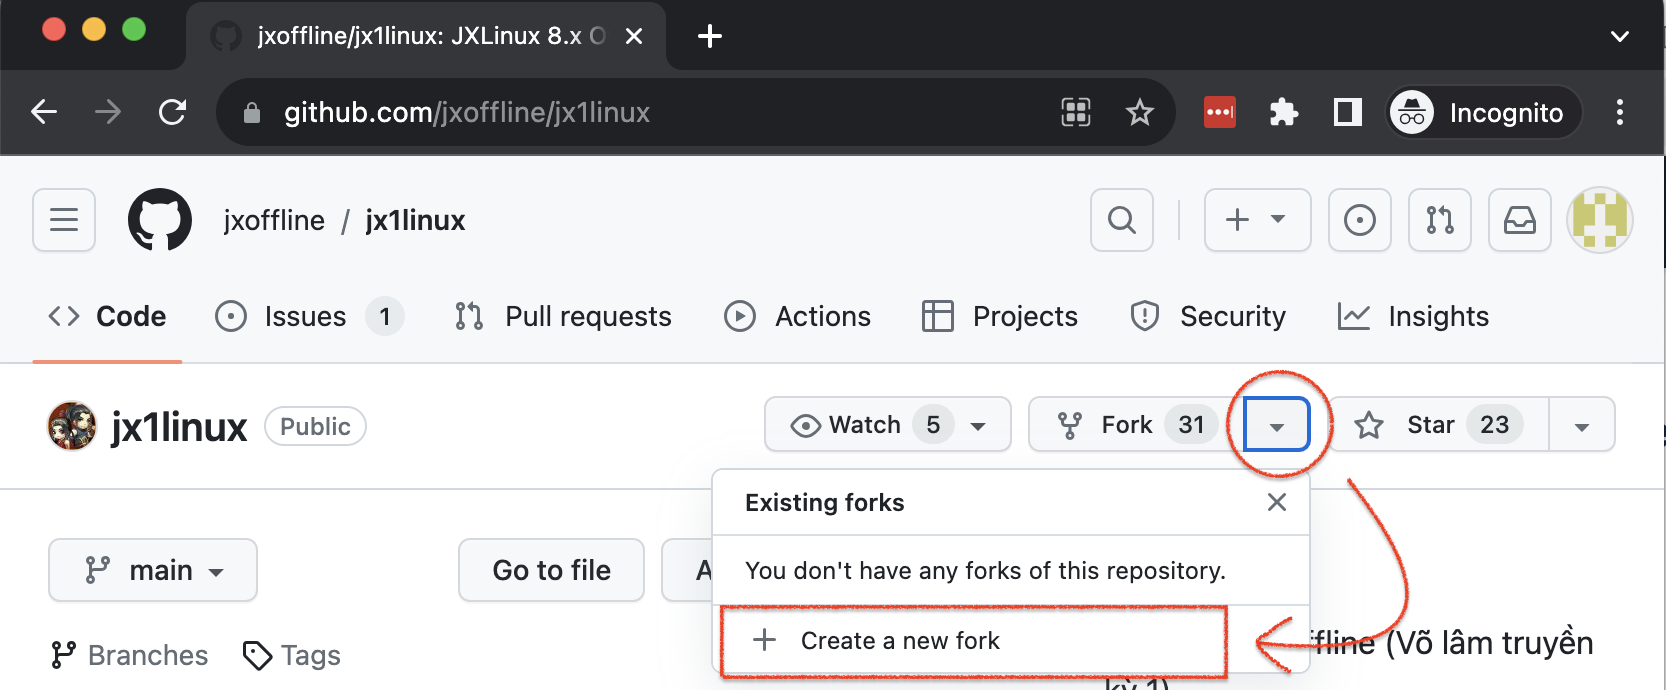 jxoffline/jx1linux: JXLinux 8.x O
github.com/jxoffline/jx1linux
Incognito
jxoffline / jx1linux
Code
Issues 1
Pull requests
Actions
Projects
Security
Insights
jx1linux
Public
Watch 5
Fork 31
Star 23
Existing forks
You don't have any forks of this repository.
Create a new fork
main
Go to file
A
Branches
Tags
ffline (Võ lâm truyền
kỳ 1)